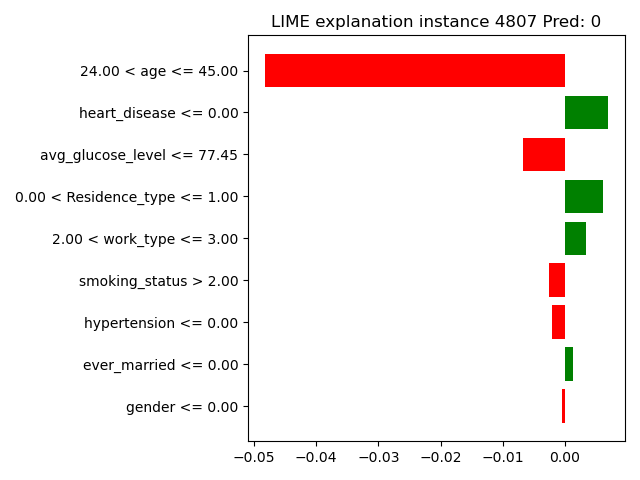 LIME explanation instance 4807 Pred: 0
24.00 < age <= 45.00
heart_disease <= 0.00
avg_glucose_level <= 77.45
0.00 < Residence_type <= 1.00
2.00 < work_type <= 3.00
smoking_status > 2.00
hypertension <= 0.00
ever_married <= 0.00
gender <= 0.00
−0.05 −0.04 −0.03 −0.02 −0.01 0.00